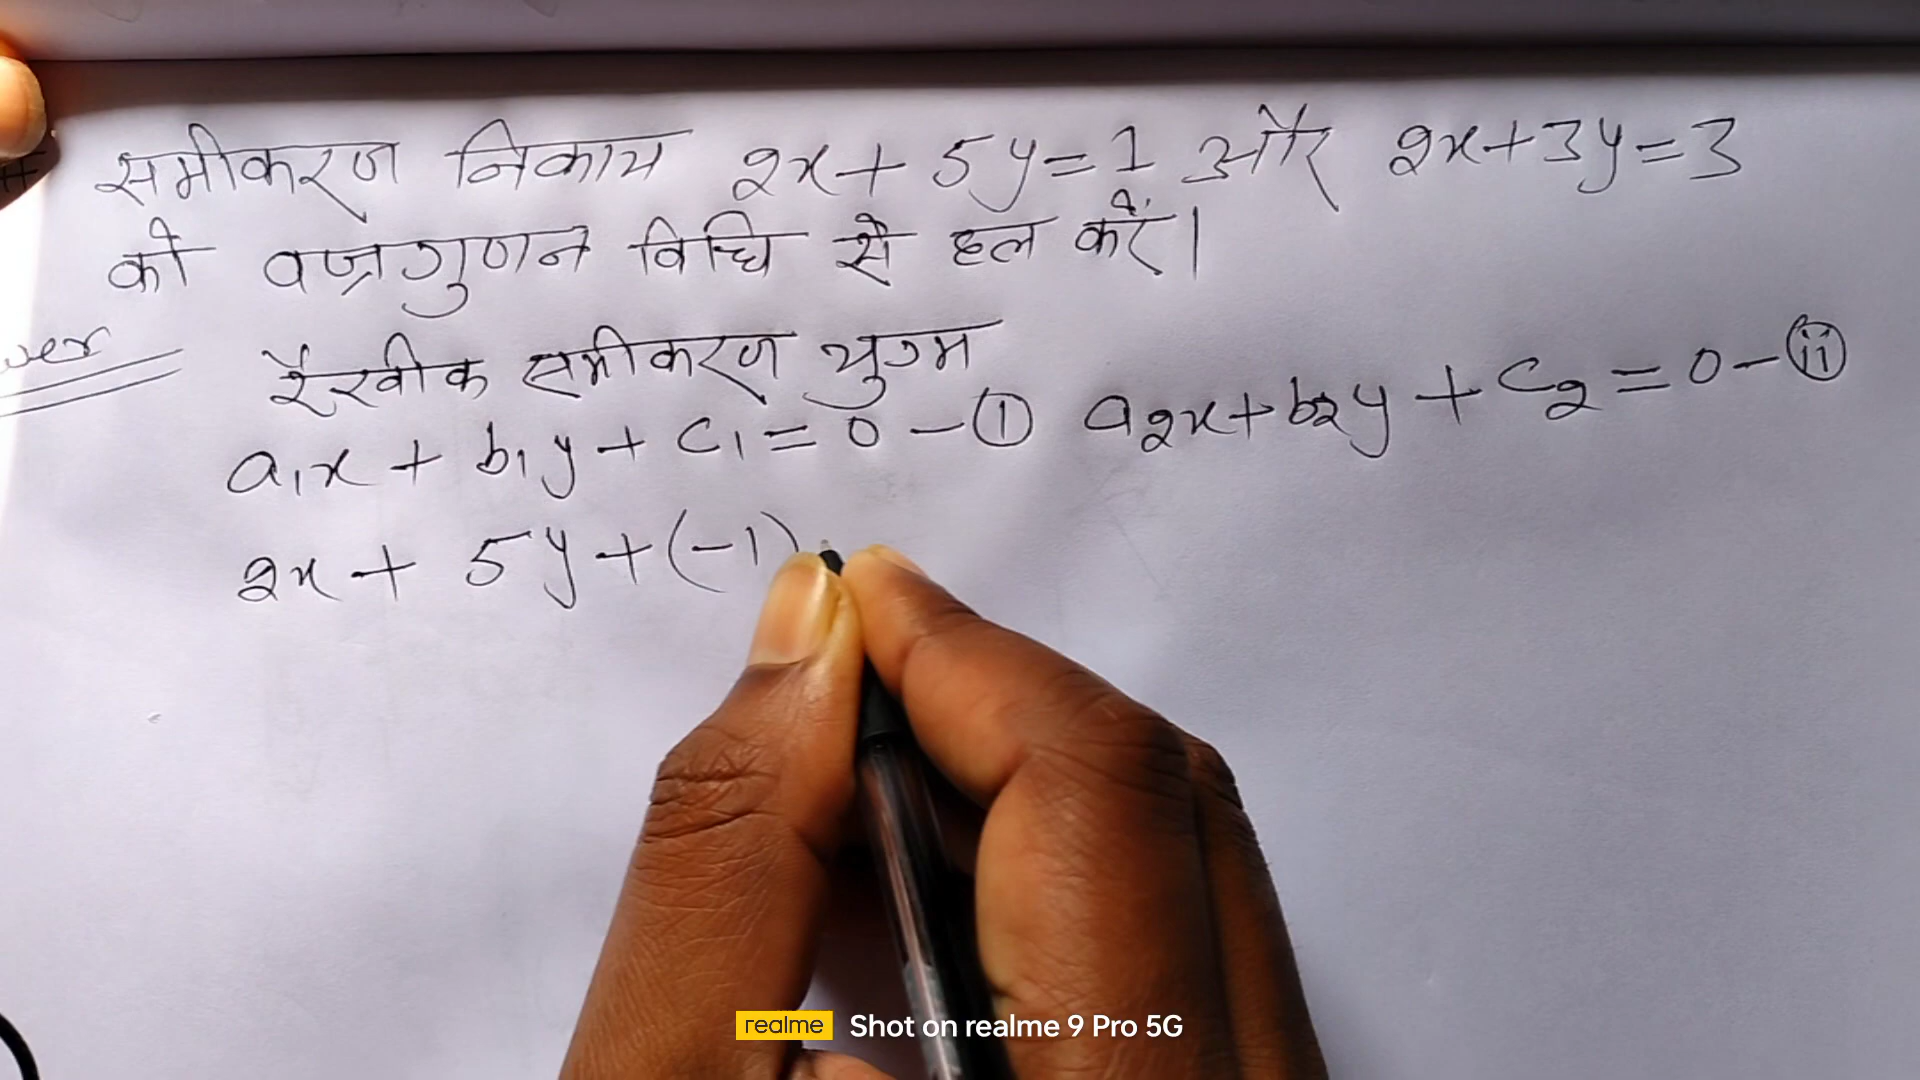 समीकरण निकाय 2x + 5y = 1 और 2x + 3y = 3
को वज्रगुणन विधि से हल करें।
रैखीक समीकरण युग्म
a₁x + b₁y + c₁ = 0 - ① a₂x + b₂y + c₂ = 0 - ⓘⓘ
2x + 5y + (-1)
realme Shot on realme 9 Pro 5G